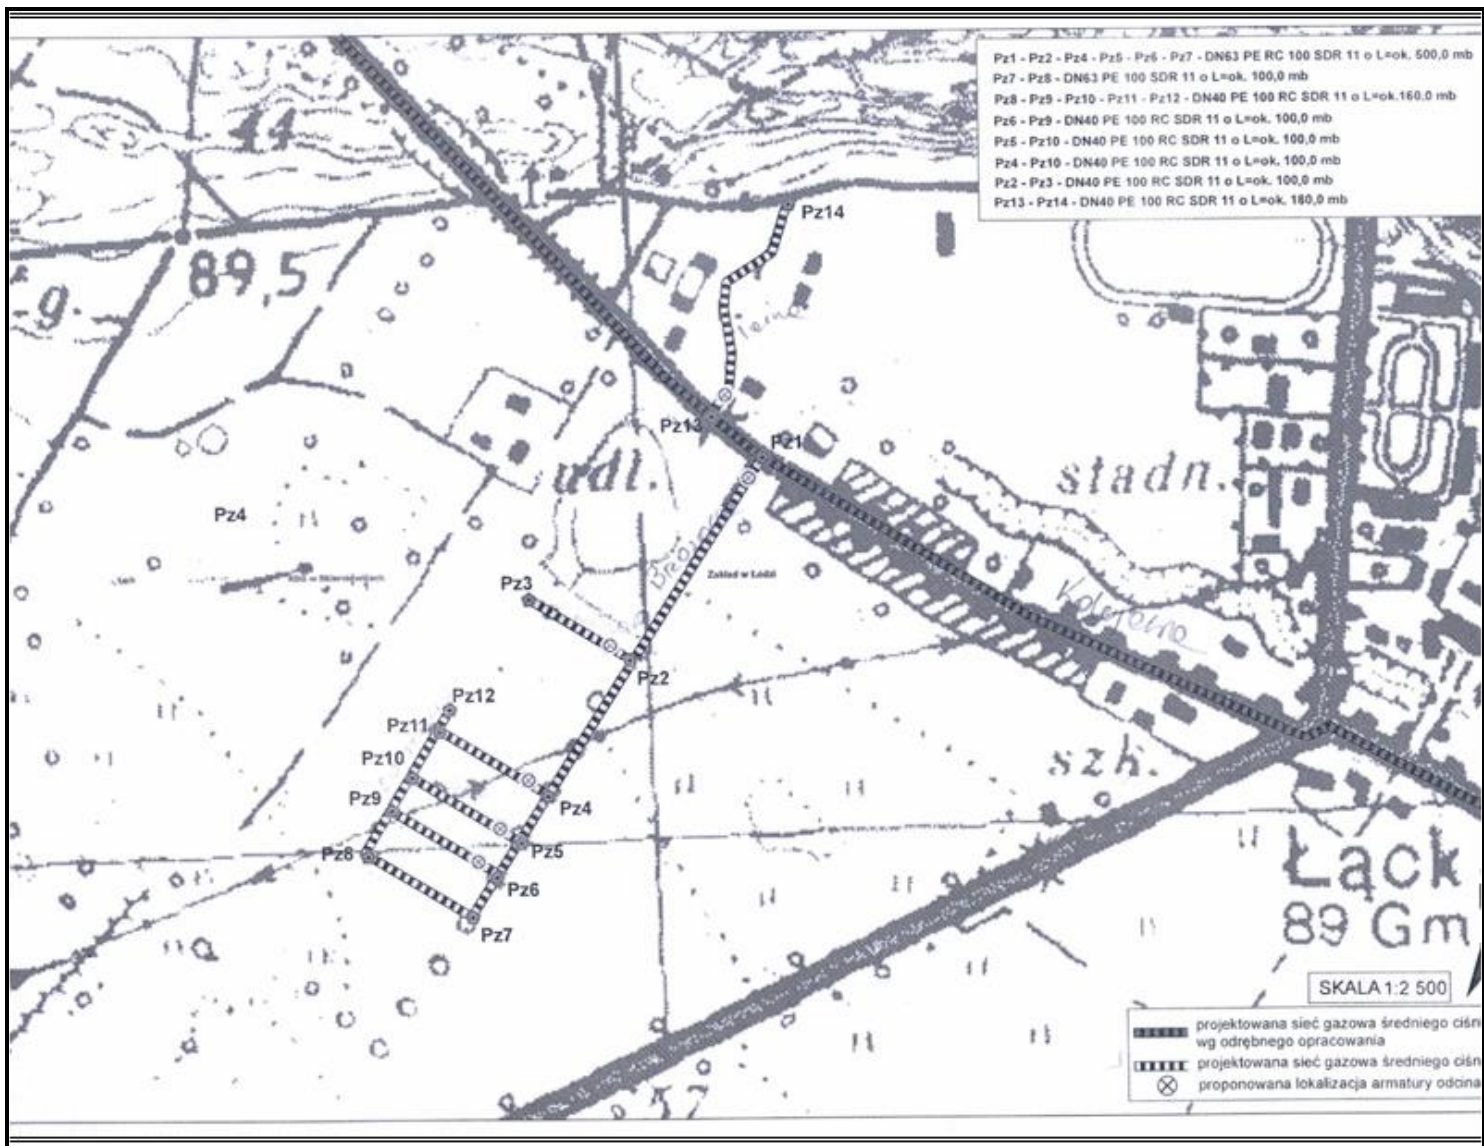 Pz1 - Pz2 - Pz4 - Pz5 - Pz6 - Pz7 - DN63 PE RC 100 SDR 11 o L=ok. 500,0 mb
Pz7 - Pz8 - DN63 PE 100 SDR 11 o L=ok. 100,0 mb
Pz8 - Pz9 - Pz10 - Pz11 - Pz12 - DN40 PE 100 RC SDR 11 o L=ok.160,0 mb
Pz6 - Pz9 - DN40 PE 100 RC SDR 11 o L=ok. 100,0 mb
Pz5 - Pz10 - DN40 PE 100 RC SDR 11 o L=ok. 100,0 mb
Pz4 - Pz10 - DN40 PE 100 RC SDR 11 o L=ok. 100,0 mb
Pz2 - Pz3 - DN40 PE 100 RC SDR 11 o L=ok. 100,0 mb
Pz13 - Pz14 - DN40 PE 100 RC SDR 11 o L=ok. 180,0 mb
44
Pz14
89,5
9
Pz13
Pz1
udl.
stadn.
Pz4
Zakład w Łodzi
Pz3
Kolejowa
Pz2
Pz12
Pz11
Pz10
szh.
Pz9
Pz4
Pz8
Pz5
Pz6
Pz7
Łąck
89 Gm
SKALA 1:2 500
projektowana sieć gazowa średniego ciśn
wg odrębnego opracowania
projektowana sieć gazowa średniego ciśn
proponowana lokalizacja armatury odcina
57